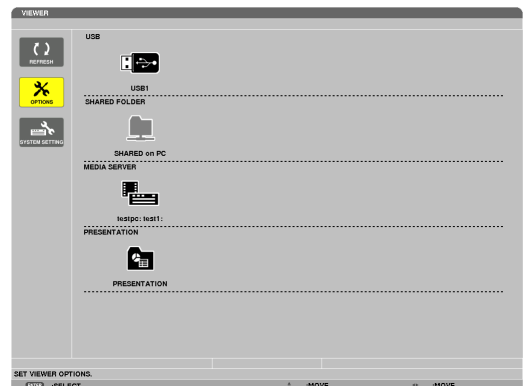 VIEWER
REFRESH
OPTIONS
SYSTEM SETTING
USB
USB1
SHARED FOLDER
SHARED on PC
MEDIA SERVER
testpc: test1:
PRESENTATION
PRESENTATION
SET VIEWER OPTIONS.
ENTER :SELECT :MOVE :MOVE